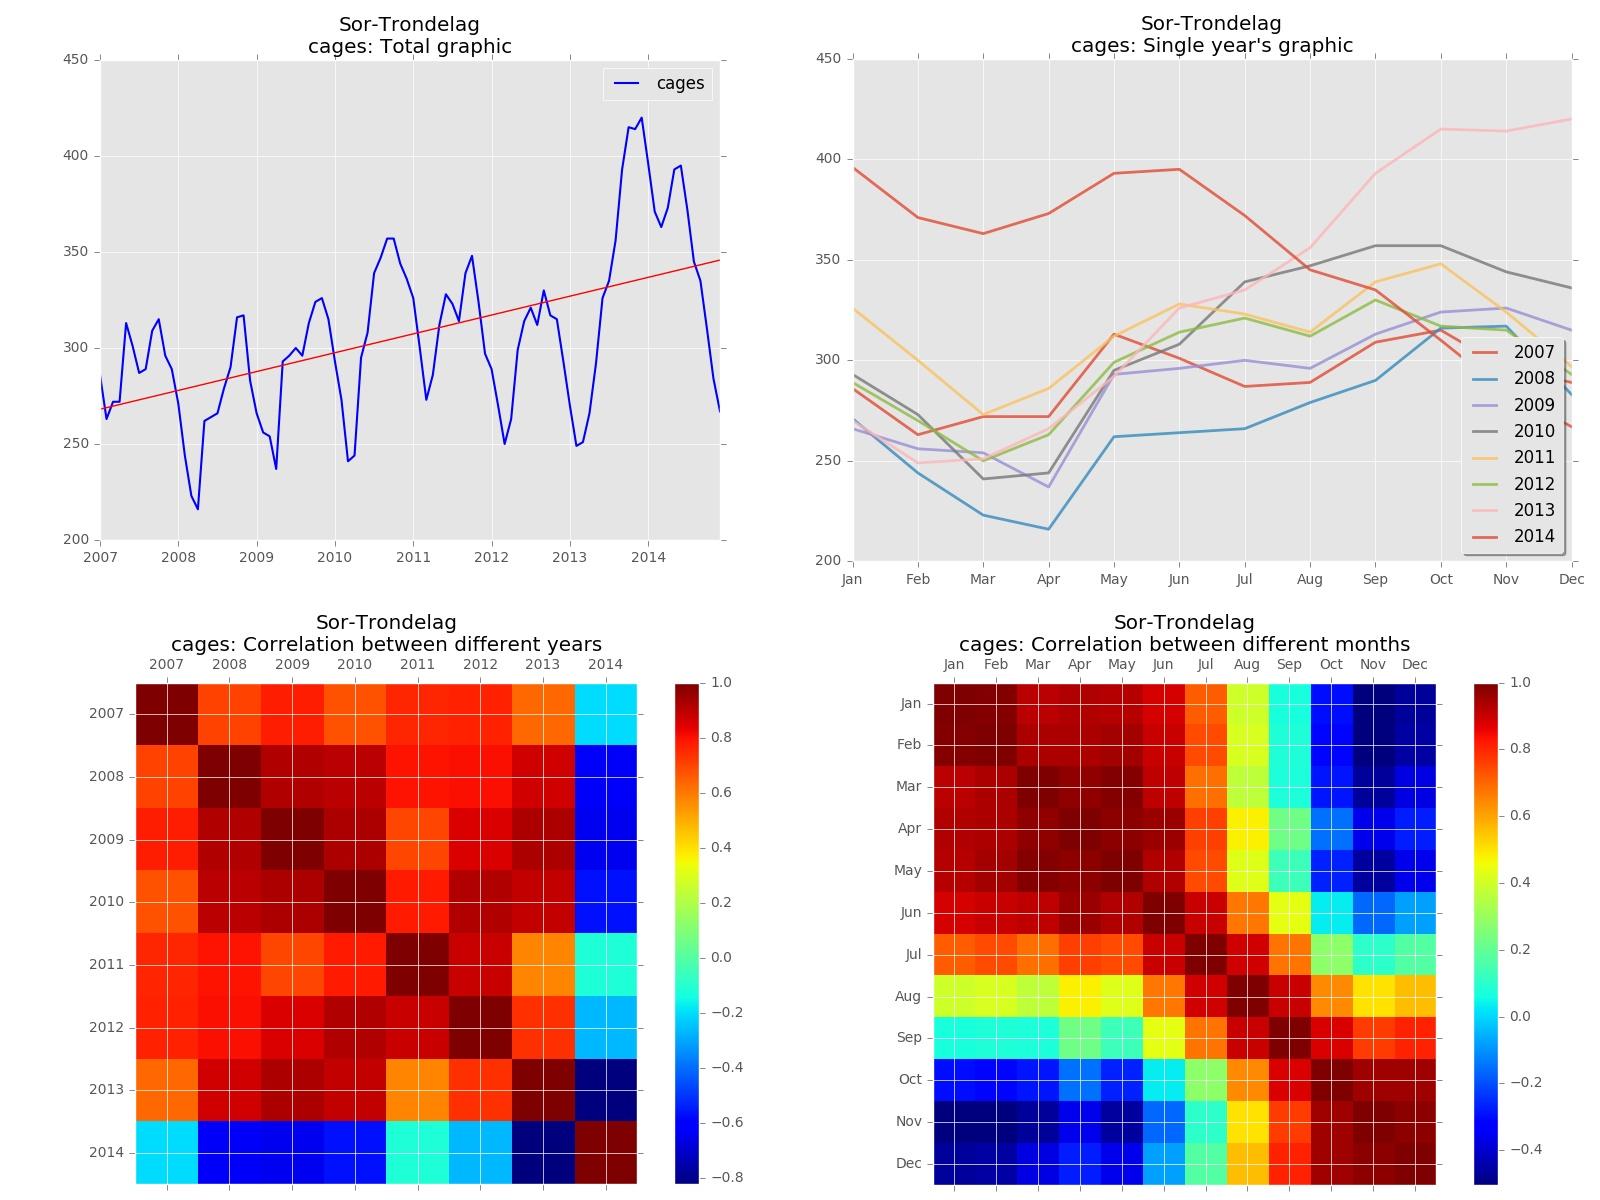 Sor-Trondelag
cages: Total graphic
450
400
350
300
250
200
2007 2008 2009 2010 2011 2012 2013 2014
cages
Sor-Trondelag
cages: Single year's graphic
450
400
350
300
250
200
Jan Feb Mar Apr May Jun Jul Aug Sep Oct Nov Dec
2007
2008
2009
2010
2011
2012
2013
2014
Sor-Trondelag
cages: Correlation between different years
2007 2008 2009 2010 2011 2012 2013 2014
2007
2008
2009
2010
2011
2012
2013
2014
1.0
0.8
0.6
0.4
0.2
0.0
−0.2
−0.4
−0.6
−0.8
Sor-Trondelag
cages: Correlation between different months
Jan Feb Mar Apr May Jun Jul Aug Sep Oct Nov Dec
Jan
Feb
Mar
Apr
May
Jun
Jul
Aug
Sep
Oct
Nov
Dec
1.0
0.8
0.6
0.4
0.2
0.0
−0.2
−0.4